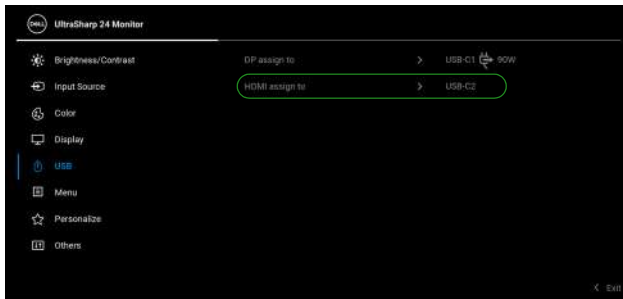 DELL UltraSharp 24 Monitor
Brightness/Contrast DP assign to > USB-C1 90W
Input Source HDMI assign to > USB-C2
Color
Display
USB
Menu
Personalize
Others
< Exit